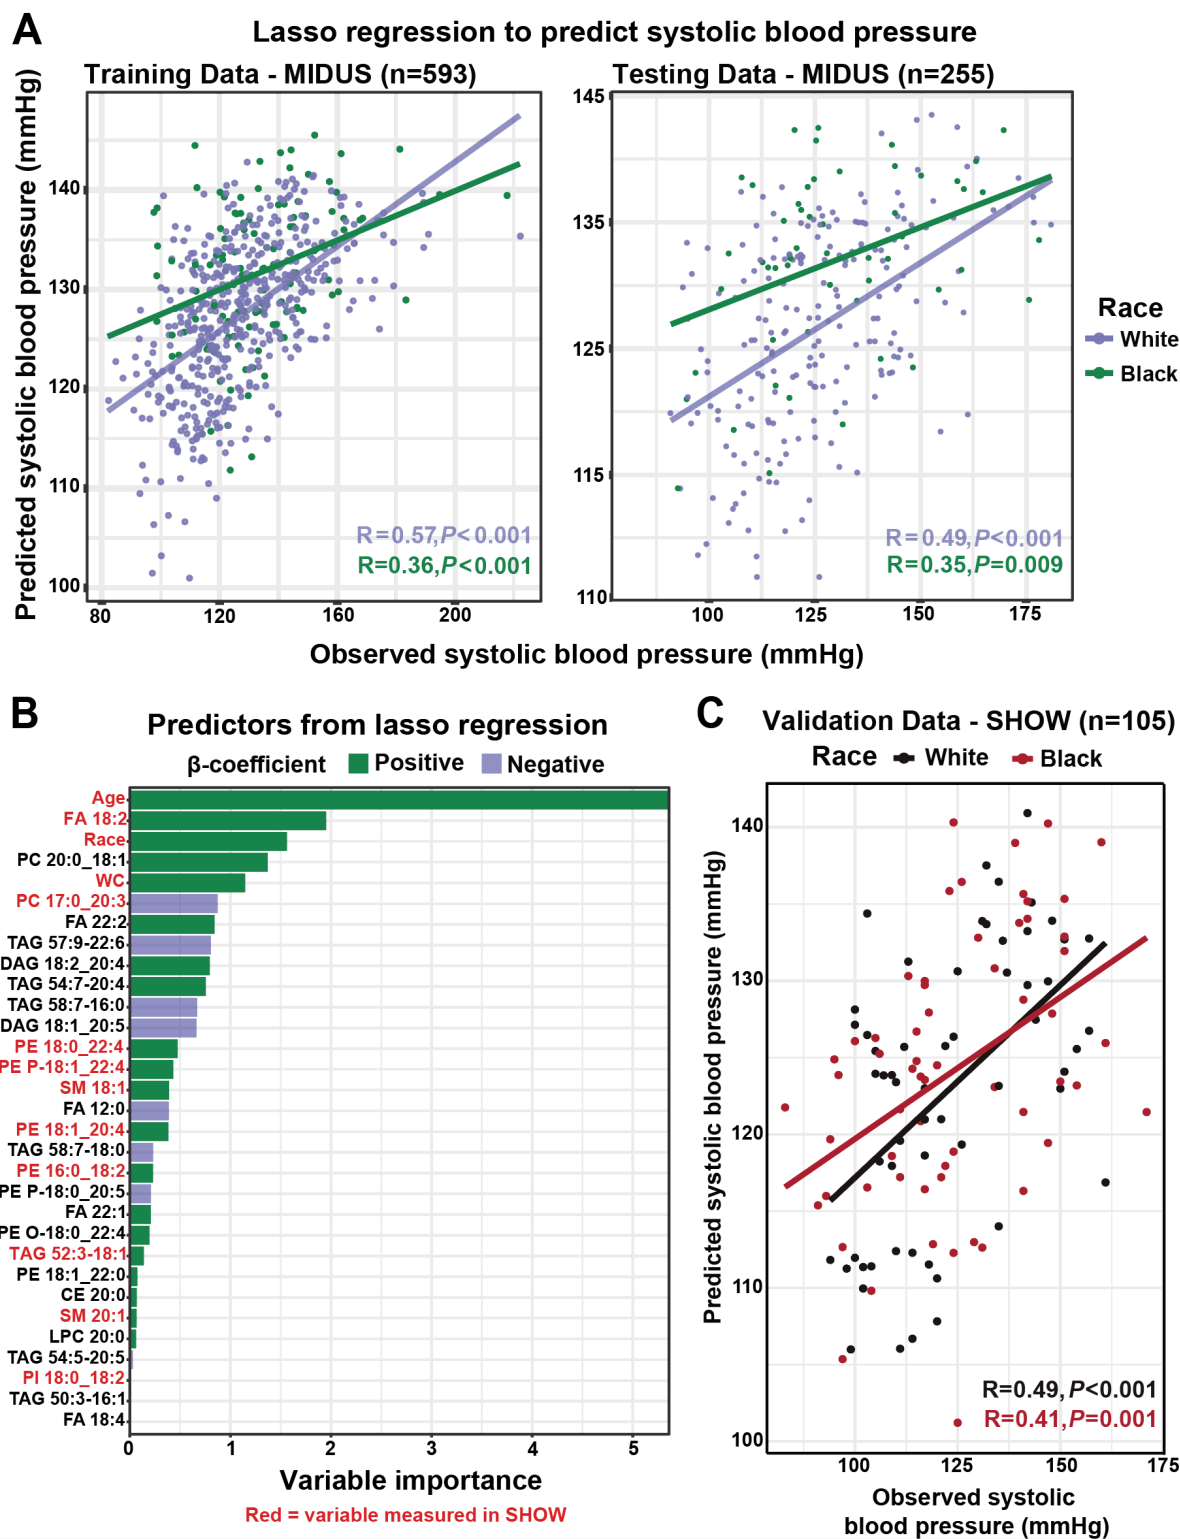 A
Lasso regression to predict systolic blood pressure
Training Data - MIDUS (n=593)
Testing Data - MIDUS (n=255)
Predicted systolic blood pressure (mmHg)
140
130
120
110
100
80
120
160
200
R=0.57, P<0.001
R=0.36, P<0.001
145
135
125
115
110
100
125
150
175
R=0.49, P<0.001
R=0.35, P=0.009
Race
White
Black
Observed systolic blood pressure (mmHg)
B
Predictors from lasso regression
β-coefficient Positive Negative
Age
FA 18:2
Race
PC 20:0_18:1
WC
PC 17:0_20:3
FA 22:2
TAG 57:9-22:6
DAG 18:2_20:4
TAG 54:7-20:4
TAG 58:7-16:0
DAG 18:1_20:5
PE 18:0_22:4
PE P-18:1_22:4
SM 18:1
FA 12:0
PE 18:1_20:4
TAG 58:7-18:0
PE 16:0_18:2
PE P-18:0_20:5
FA 22:1
PE O-18:0_22:4
TAG 52:3-18:1
PE 18:1_22:0
CE 20:0
SM 20:1
LPC 20:0
TAG 54:5-20:5
PI 18:0_18:2
TAG 50:3-16:1
FA 18:4
0 1 2 3 4 5
Variable importance
Red = variable measured in SHOW
C
Validation Data - SHOW (n=105)
Race White Black
Predicted systolic blood pressure (mmHg)
140
130
120
110
100
R=0.49, P<0.001
R=0.41, P=0.001
100 125 150 175
Observed systolic
blood pressure (mmHg)